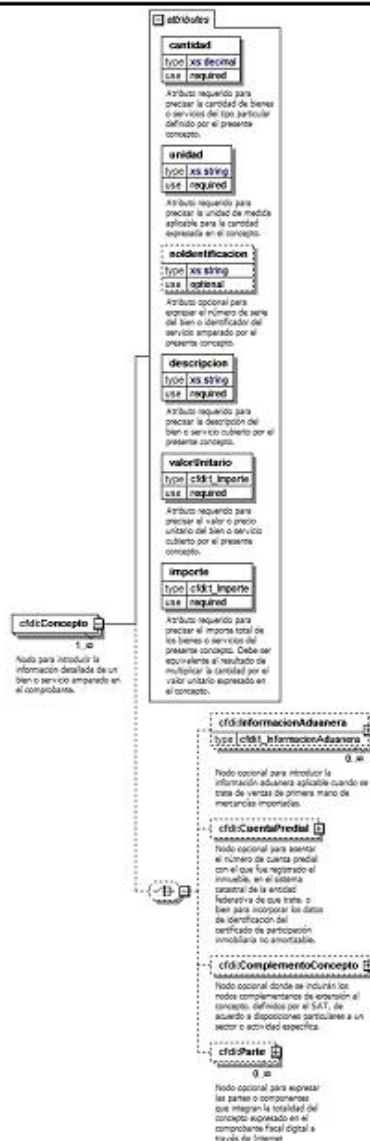 attributes
cantidad
type xs:decimal
use required
Atributo requerido para
precisar la cantidad de bienes
o servicios del tipo particular
definido por el presente
concepto.
unidad
type xs:string
use required
Atributo requerido para
precisar la unidad de medida
aplicable para la cantidad
expresada en el concepto.
noIdentificacion
type xs:string
use optional
Atributo opcional para
expresar el número de serie
del bien o identificador del
servicio amparado por el
presente concepto.
descripcion
type xs:string
use required
Atributo requerido para
precisar la descripción del
bien o servicio cubierto por el
presente concepto.
valorUnitario
type cfdi:t_Importe
use required
Atributo requerido para
precisar el valor o precio
unitario del bien o servicio
cubierto por el presente
concepto.
importe
type cfdi:t_Importe
use required
Atributo requerido para
precisar el importe total de
los bienes o servicios del
presente concepto. Debe ser
equivalente al resultado de
multiplicar la cantidad por el
valor unitario expresado en
el concepto.
cfdi:Concepto
1..∞
Nodo para introducir la
información detallada de un
bien o servicio amparado en
el comprobante.
cfdi:InformacionAduanera
type cfdi:t_InformacionAduanera
0..∞
Nodo opcional para introducir la
información aduanera aplicable cuando se
trate de ventas de primera mano de
mercancías importadas.
cfdi:CuentaPredial
Nodo opcional para asentar
el número de cuenta predial
con el que fue registrado el
inmueble, en el sistema
catastral de la entidad
federativa de que trate, o
bien para incorporar los datos
de identificación del
certificado de participación
inmobiliaria no amortizable.
cfdi:ComplementoConcepto
Nodo opcional donde se incluirán los
nodos complementarios de extensión al
concepto, definidos por el SAT, de
acuerdo a disposiciones particulares a un
sector o actividad específica.
cfdi:Parte
0..∞
Nodo opcional para expresar
las partes o componentes
que integran la totalidad del
concepto expresado en el
comprobante fiscal digital a
través de Internet